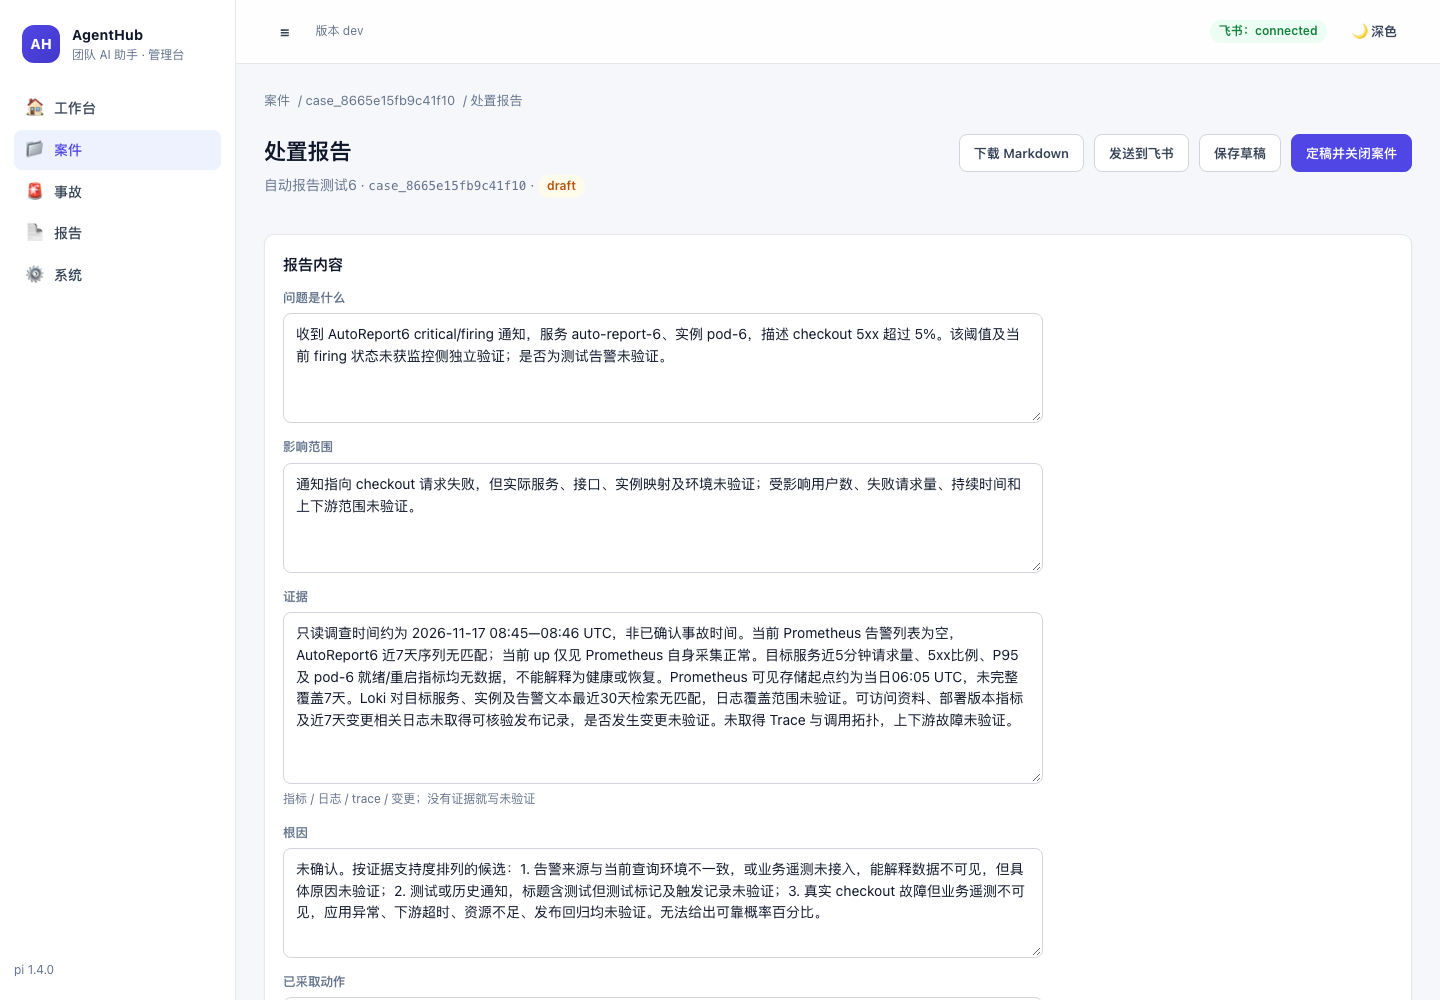 AH
AgentHub
团队 AI 助手 · 管理台
工作台
案件
事故
报告
系统
pi 1.4.0
≡
版本 dev
飞书：connected
深色
案件 / case_8665e15fb9c41f10 / 处置报告
处置报告
自动报告测试6 · case_8665e15fb9c41f10 · draft
下载 Markdown
发送到飞书
保存草稿
定稿并关闭案件
报告内容
问题是什么
收到 AutoReport6 critical/firing 通知，服务 auto-report-6、实例 pod-6，描述 checkout 5xx 超过 5%。该阈值及当
前 firing 状态未获监控侧独立验证；是否为测试告警未验证。
影响范围
通知指向 checkout 请求失败，但实际服务、接口、实例映射及环境未验证；受影响用户数、失败请求量、持续时间和
上下游范围未验证。
证据
只读调查时间约为 2026-11-17 08:45—08:46 UTC，非已确认事故时间。当前 Prometheus 告警列表为空，
AutoReport6 近7天序列无匹配；当前 up 仅见 Prometheus 自身采集正常。目标服务近5分钟请求量、5xx比例、P95
及 pod-6 就绪/重启指标均无数据，不能解释为健康或恢复。Prometheus 可见存储起点约为当日06:05 UTC，未完整
覆盖7天。Loki 对目标服务、实例及告警文本最近30天检索无匹配，日志覆盖范围未验证。可访问资料、部署版本指标
及近7天变更相关日志未取得可核验发布记录，是否发生变更未验证。未取得 Trace 与调用拓扑，上下游故障未验证。
指标 / 日志 / trace / 变更；没有证据就写未验证
根因
未确认。按证据支持度排列的候选：1. 告警来源与当前查询环境不一致，或业务遥测未接入，能解释数据不可见，但具
体原因未验证；2. 测试或历史通知，标题含测试但测试标记及触发记录未验证；3. 真实 checkout 故障但业务遥测不可
见，应用异常、下游超时、资源不足、发布回归均未验证。无法给出可靠概率百分比。
已采取动作